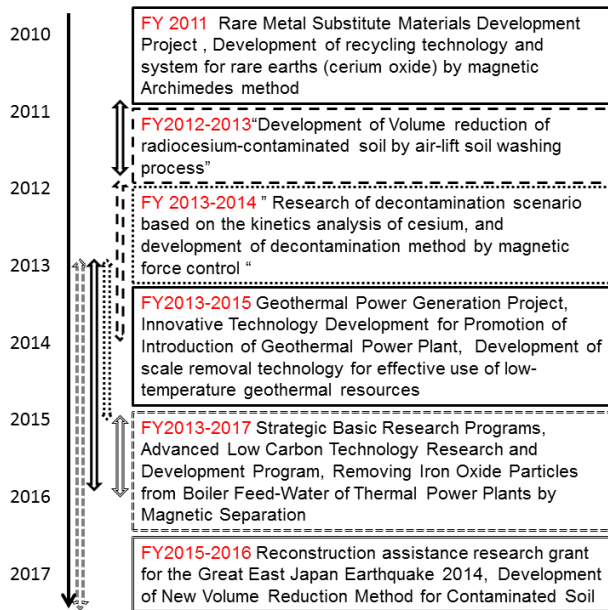 2010
2011
2012
2013
2014
2015
2016
2017
FY 2011 Rare Metal Substitute Materials Development
Project , Development of recycling technology and
system for rare earths (cerium oxide) by magnetic
Archimedes method
FY2012-2013“Development of Volume reduction of
radiocesium-contaminated soil by air-lift soil washing
process”
FY 2013-2014 ” Research of decontamination scenario
based on the kinetics analysis of cesium, and
development of decontamination method by magnetic
force control “
FY2013-2015 Geothermal Power Generation Project,
Innovative Technology Development for Promotion of
Introduction of Geothermal Power Plant, Development of
scale removal technology for effective use of low-
temperature geothermal resources
FY2013-2017 Strategic Basic Research Programs,
Advanced Low Carbon Technology Research and
Development Program, Removing Iron Oxide Particles
from Boiler Feed-Water of Thermal Power Plants by
Magnetic Separation
FY2015-2016 Reconstruction assistance research grant
for the Great East Japan Earthquake 2014, Development
of New Volume Reduction Method for Contaminated Soil